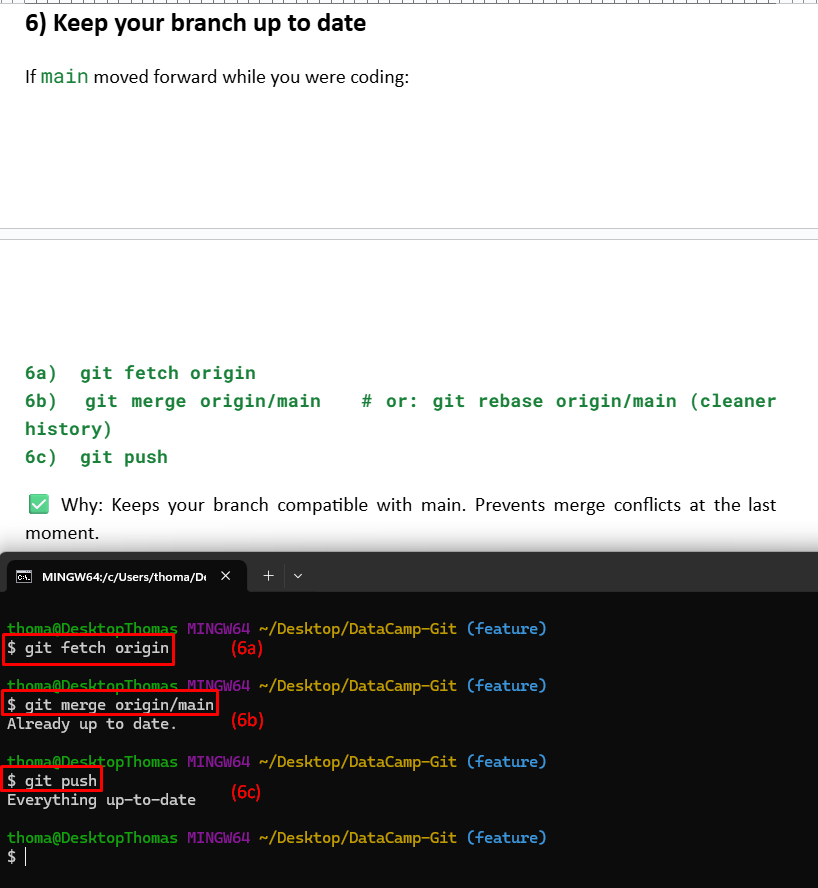 6) Keep your branch up to date
If main moved forward while you were coding:
6a)  git fetch origin
6b)  git merge origin/main    # or: git rebase origin/main (cleaner
history)
6c)  git push
✅ Why: Keeps your branch compatible with main. Prevents merge conflicts at the last
moment.
MINGW64:/c/Users/thoma/De
thoma@DesktopThomas MINGW64 ~/Desktop/DataCamp-Git (feature)
$ git fetch origin (6a)
thoma@DesktopThomas MINGW64 ~/Desktop/DataCamp-Git (feature)
$ git merge origin/main
Already up to date. (6b)
thoma@DesktopThomas MINGW64 ~/Desktop/DataCamp-Git (feature)
$ git push
Everything up-to-date (6c)
thoma@DesktopThomas MINGW64 ~/Desktop/DataCamp-Git (feature)
$